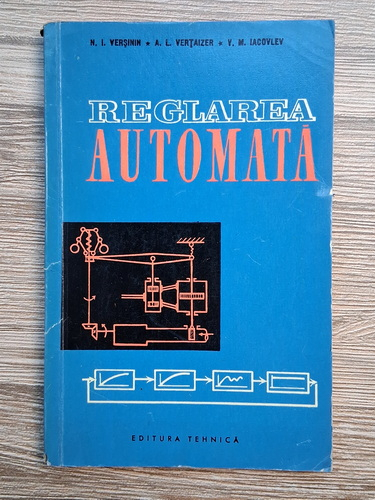 N. I. VERȘININ ★ A. L. VERȚAIZER ★ V. M. IACOVLEV
REGLAREA
AUTOMATĂ
EDITURA TEHNICĂ